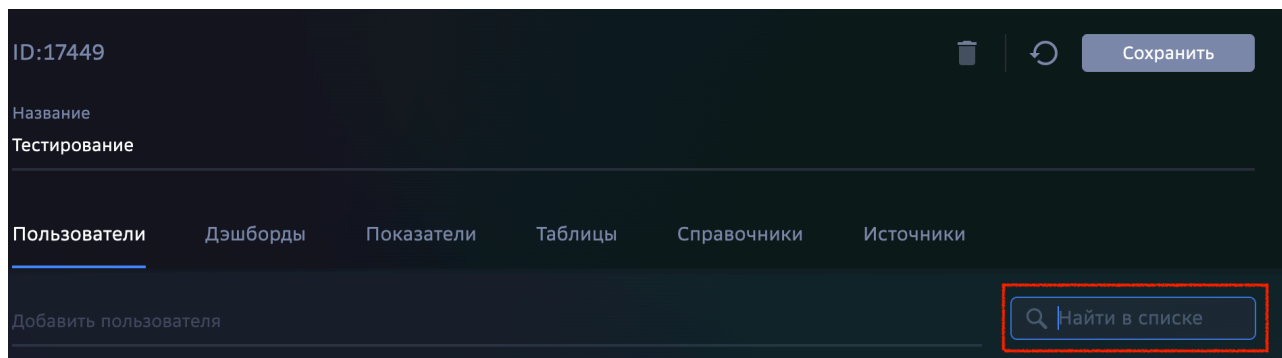 ID:17449
Сохранить
Название
Тестирование
Пользователи Дэшборды Показатели Таблицы Справочники Источники
Добавить пользователя
Найти в списке